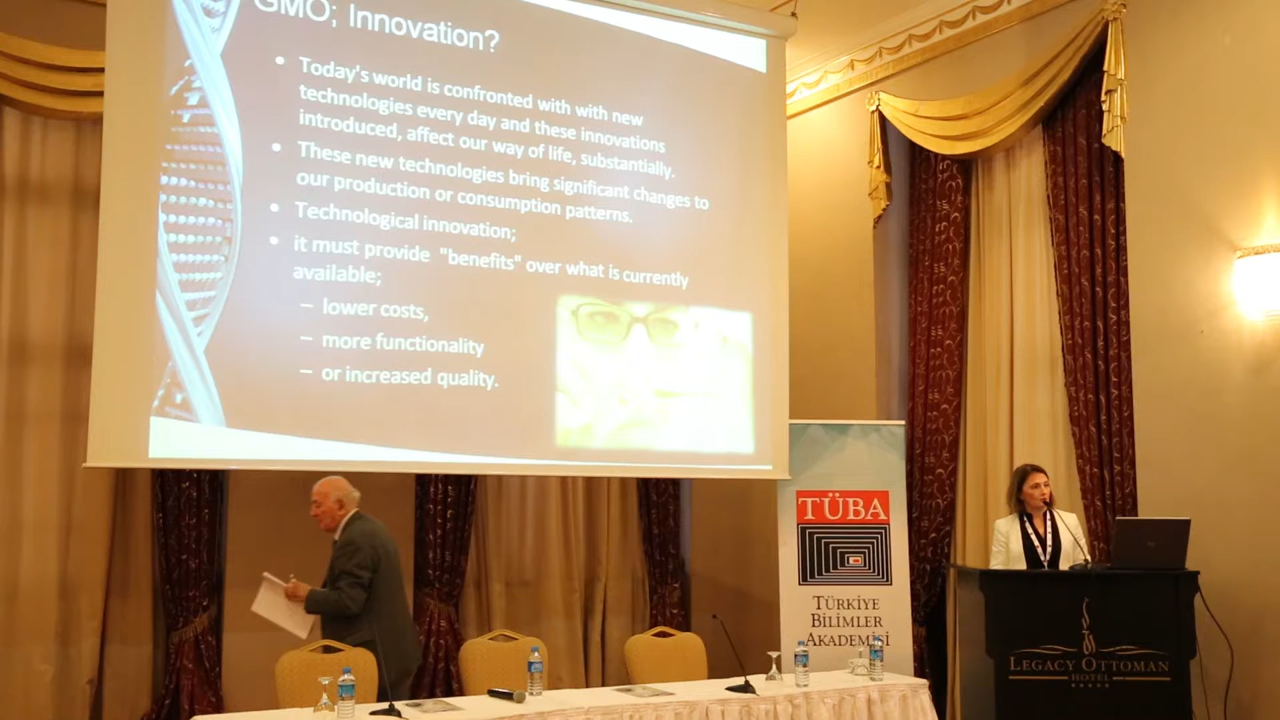 GMO; Innovation?
• Today's world is confronted with with new
technologies every day and these innovations
introduced, affect our way of life, substantially.
• These new technologies bring significant changes to
our production or consumption patterns.
• Technological innovation;
• it must provide "benefits" over what is currently
available;
– lower costs,
– more functionality
– or increased quality.
TÜBA
TÜRKİYE
BİLİMLER
AKADEMİSİ
LEGACY OTTOMAN
HOTEL